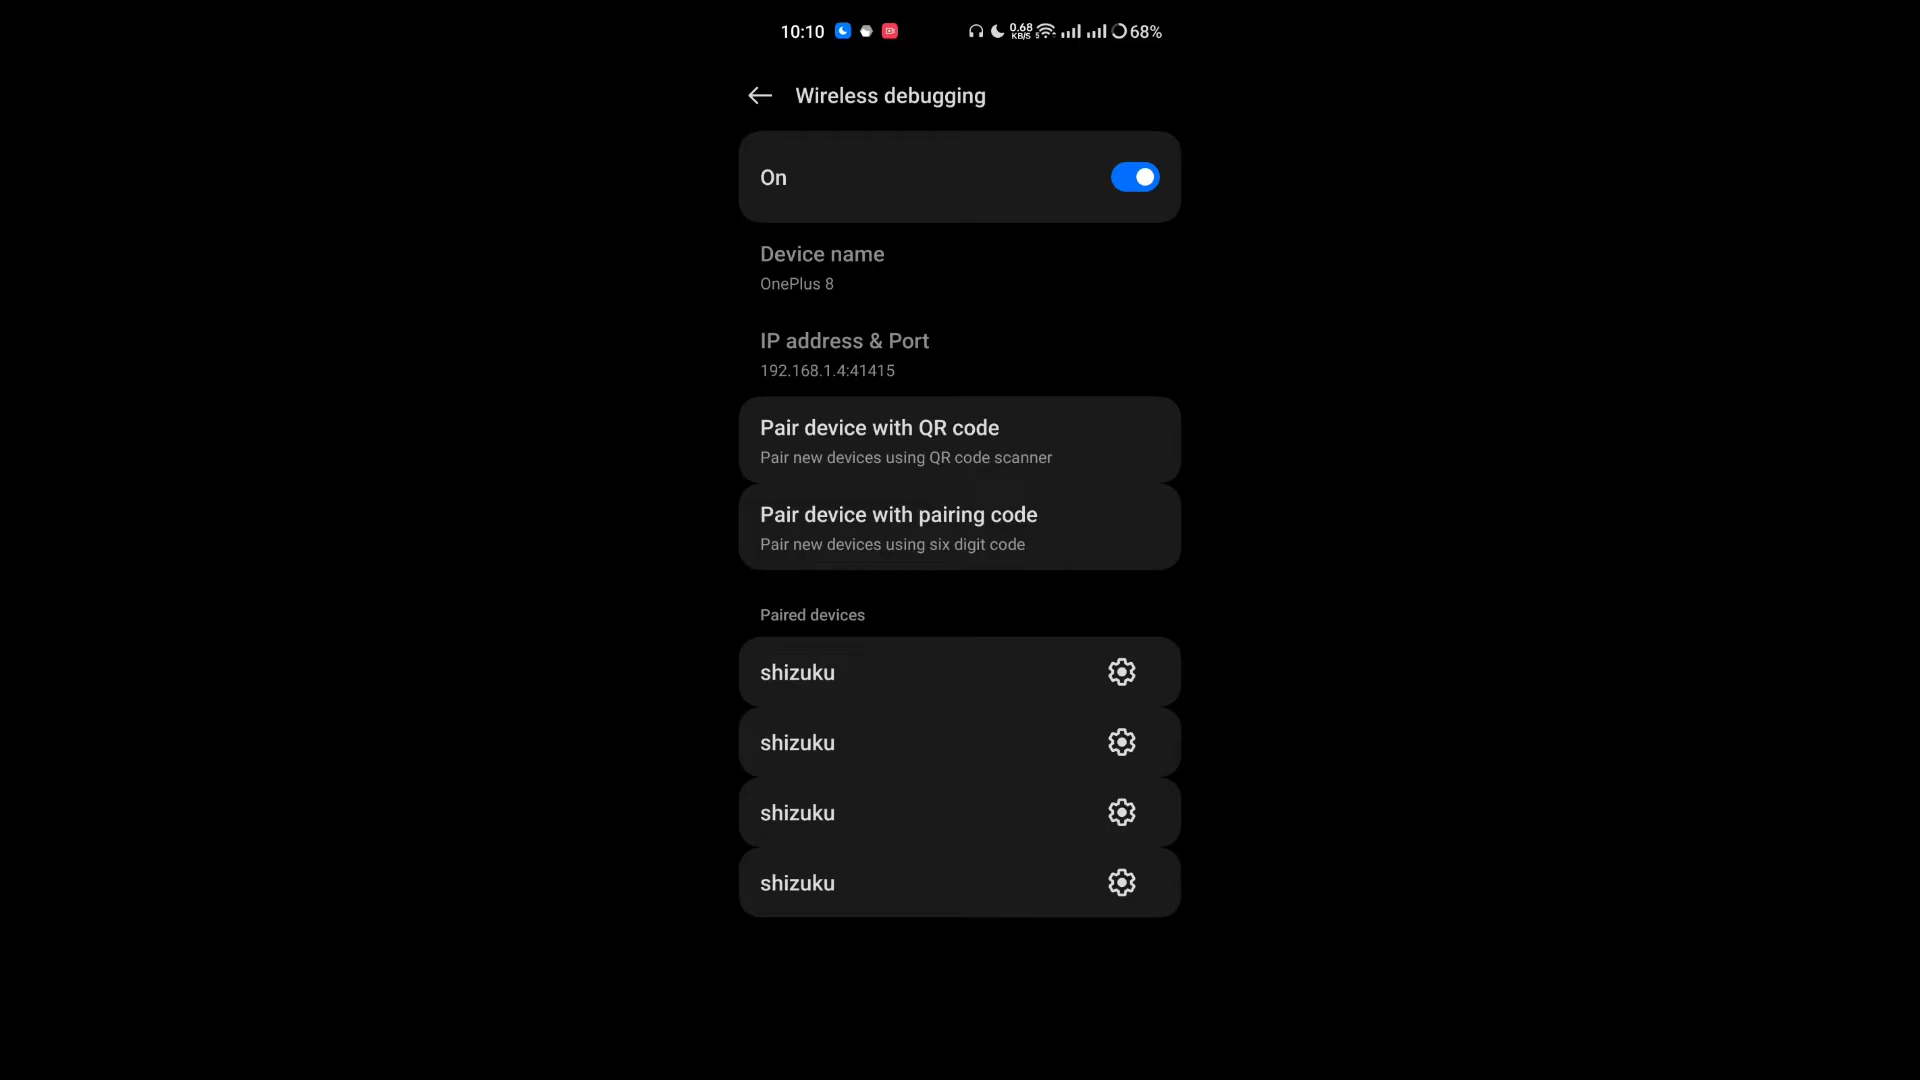 10:10 0.68 KB/S 5 68%
Wireless debugging
On
Device name
OnePlus 8
IP address & Port
192.168.1.4:41415
Pair device with QR code
Pair new devices using QR code scanner
Pair device with pairing code
Pair new devices using six digit code
Paired devices
shizuku
shizuku
shizuku
shizuku